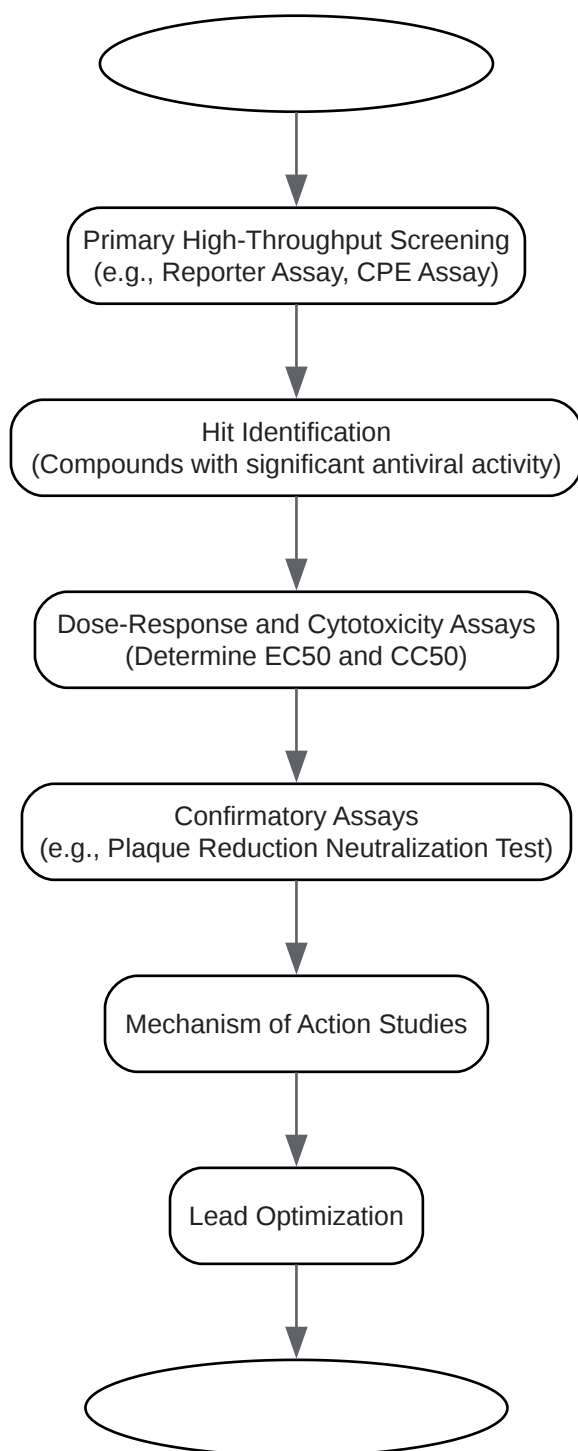 Primary High-Throughput Screening
(e.g., Reporter Assay, CPE Assay)
Hit Identification
(Compounds with significant antiviral activity)
Dose-Response and Cytotoxicity Assays
(Determine EC50 and CC50)
Confirmatory Assays
(e.g., Plaque Reduction Neutralization Test)
Mechanism of Action Studies
Lead Optimization